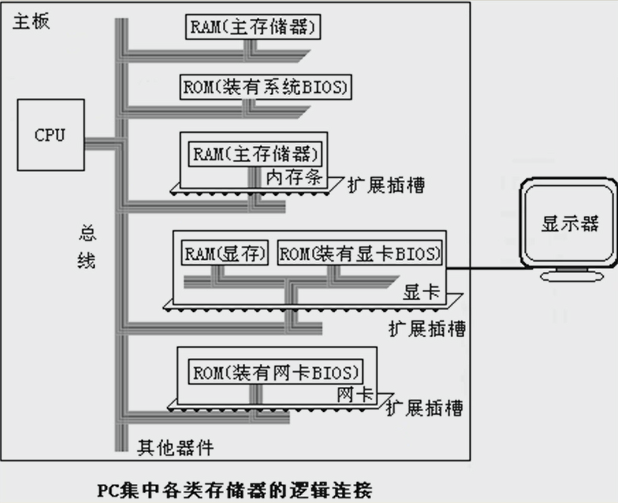 主板
RAM(主存储器)
ROM(装有系统BIOS)
CPU
RAM(主存储器)
内存条
扩展插槽
总线
RAM(显存)
ROM(装有显卡BIOS)
显卡
扩展插槽
显示器
ROM(装有网卡BIOS)
网卡
扩展插槽
其他器件
PC集中各类存储器的逻辑连接